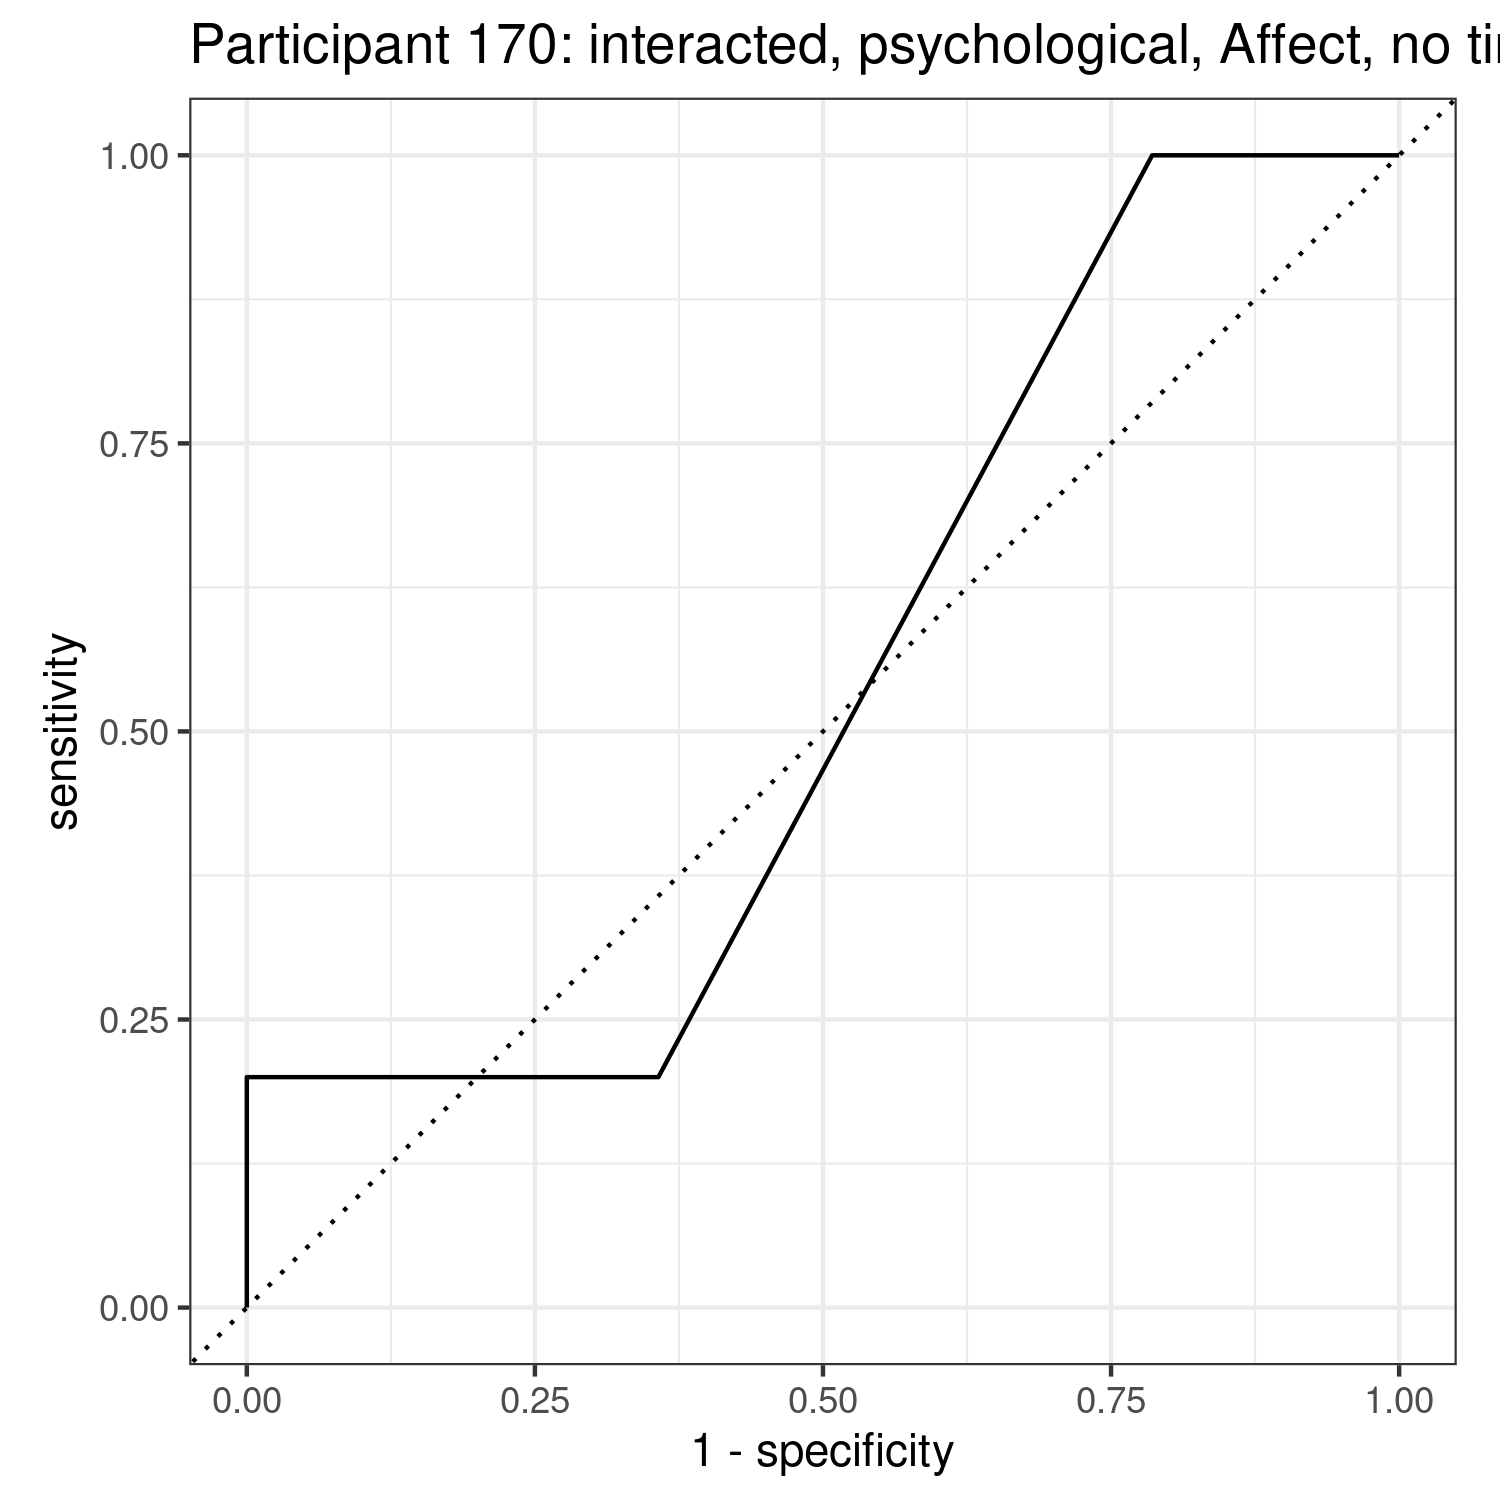 Participant 170: interacted, psychological, Affect, no
1.00
0.75
0.50
0.25
0.00
sensitivity
0.00 0.25 0.50 0.75 1.00
1 - specificity